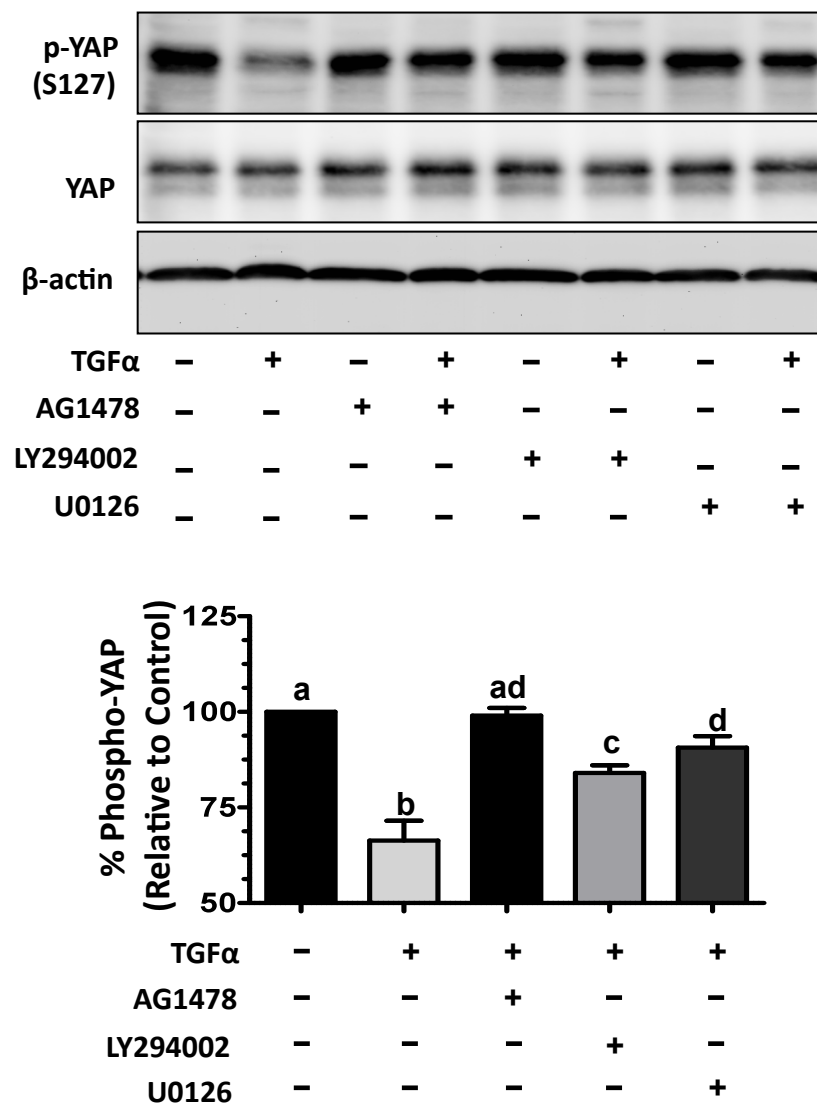 p-YAP
(S127)
YAP
β-actin
TGFα – + – + – + – +
AG1478 – – + + – – – –
LY294002 – – – – + + – –
U0126 – – – – – – + +
% Phospho-YAP
(Relative to Control)
125
100
75
50
a
b
ad
c
d
TGFα – + + + +
AG1478 – – + – –
LY294002 – – – + –
U0126 – – – – +